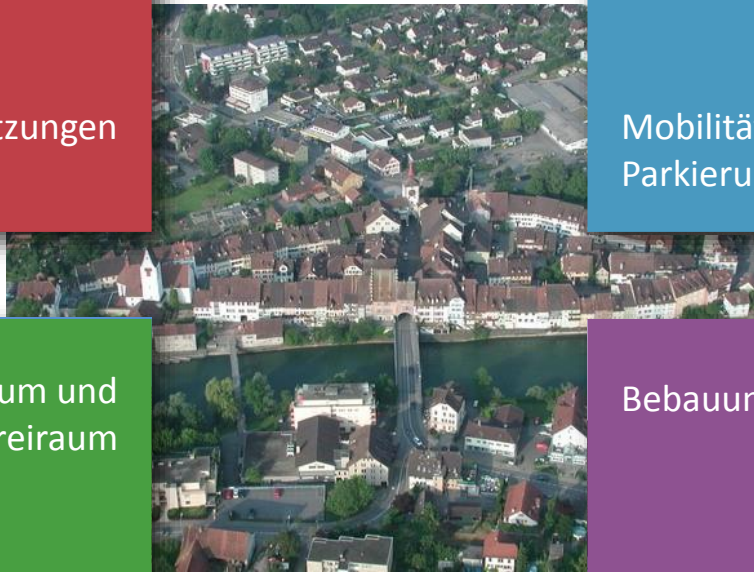 tzungen
Mobilitä
Parkieru
um und
reiraum
Bebauun